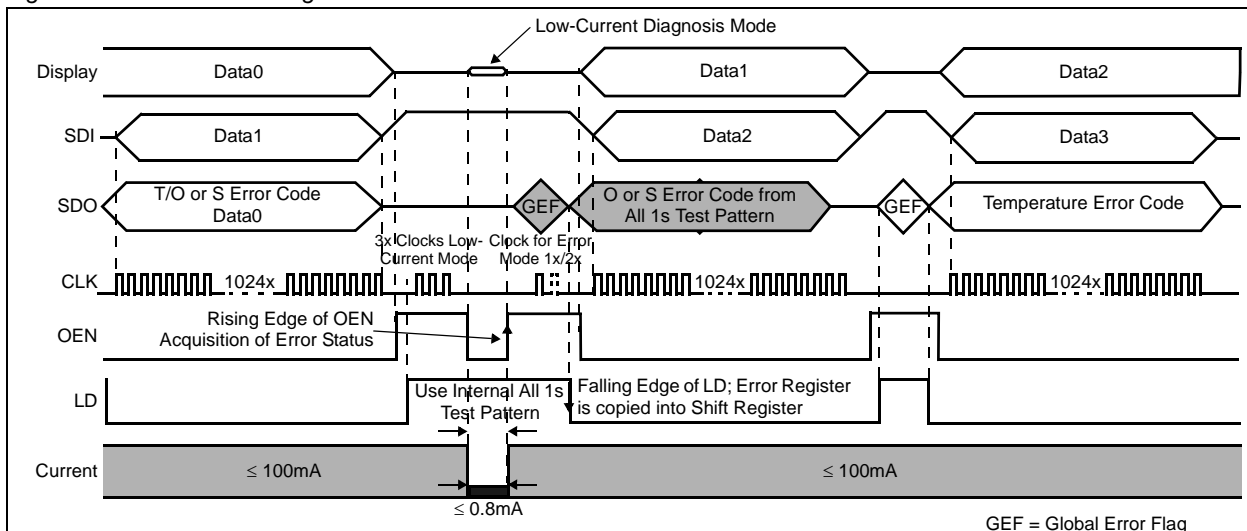 Low-Current Diagnosis Mode
Display
Data0
Data1
Data2
SDI
Data1
Data2
Data3
SDO
T/O or S Error Code
Data0
GEF
O or S Error Code from
All 1s Test Pattern
GEF
Temperature Error Code
3x Clocks Low-
Current Mode
Clock for Error
Mode 1x/2x
CLK
1024x
1024x
1024x
OEN
Rising Edge of OEN
Acquisition of Error Status
LD
Use Internal All 1s
Test Pattern
Falling Edge of LD; Error Register
is copied into Shift Register
Current
≤ 100mA
≤ 100mA
≤ 0.8mA
GEF = Global Error Flag